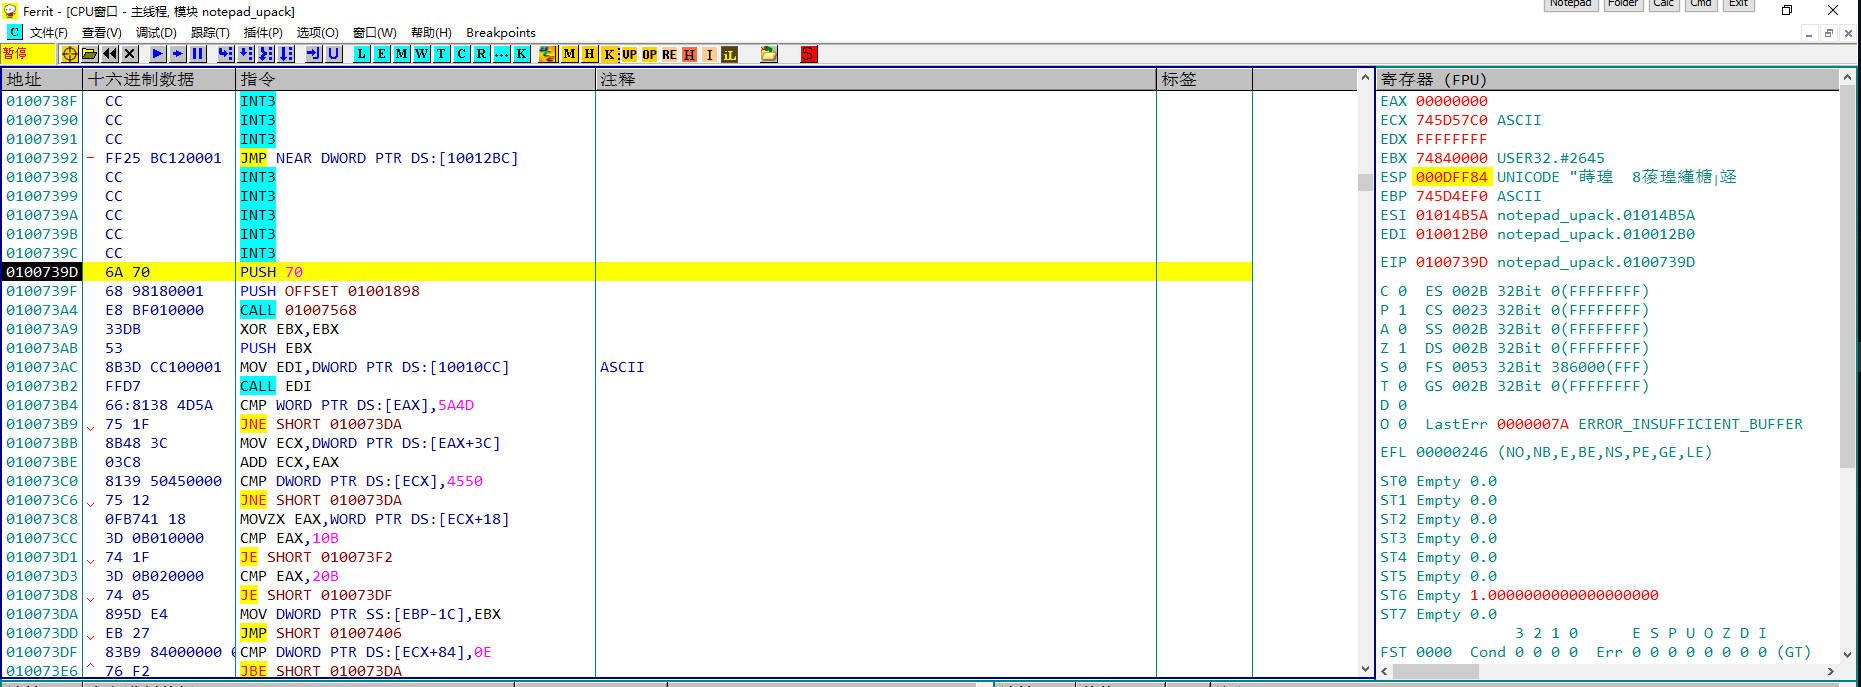 Ferrit - [CPU窗口 - 主线程, 模块 notepad_upack]
Notepad Folder Calc Cmd Exit
C 文件(F) 查看(V) 调试(D) 跟踪(T) 插件(P) 选项(O) 窗口(W) 帮助(H) Breakpoints
暂停 U L E M W T C R ... K M H K UP OP RE H I iL S
地址 十六进制数据 指令 注释 标签
0100738F CC INT3
01007390 CC INT3
01007391 CC INT3
01007392 - FF25 BC120001 JMP NEAR DWORD PTR DS:[10012BC]
01007398 CC INT3
01007399 CC INT3
0100739A CC INT3
0100739B CC INT3
0100739C CC INT3
0100739D 6A 70 PUSH 70
0100739F 68 98180001 PUSH OFFSET 01001898
010073A4 E8 BF010000 CALL 01007568
010073A9 33DB XOR EBX,EBX
010073AB 53 PUSH EBX
010073AC 8B3D CC100001 MOV EDI,DWORD PTR DS:[10010CC] ASCII
010073B2 FFD7 CALL EDI
010073B4 66:8138 4D5A CMP WORD PTR DS:[EAX],5A4D
010073B9 75 1F JNE SHORT 010073DA
010073BB 8B48 3C MOV ECX,DWORD PTR DS:[EAX+3C]
010073BE 03C8 ADD ECX,EAX
010073C0 8139 50450000 CMP DWORD PTR DS:[ECX],4550
010073C6 75 12 JNE SHORT 010073DA
010073C8 0FB741 18 MOVZX EAX,WORD PTR DS:[ECX+18]
010073CC 3D 0B010000 CMP EAX,10B
010073D1 74 1F JE SHORT 010073F2
010073D3 3D 0B020000 CMP EAX,20B
010073D8 74 05 JE SHORT 010073DF
010073DA 895D E4 MOV DWORD PTR SS:[EBP-1C],EBX
010073DD EB 27 JMP SHORT 01007406
010073DF 83B9 84000000 CMP DWORD PTR DS:[ECX+84],0E
010073E6 76 F2 JBE SHORT 010073DA
寄存器 (FPU)
EAX 00000000
ECX 745D57C0 ASCII
EDX FFFFFFFF
EBX 74840000 USER32.#2645
ESP 000DFF84 UNICODE "
EBP 745D4EF0 ASCII
ESI 01014B5A notepad_upack.01014B5A
EDI 010012B0 notepad_upack.010012B0
EIP 0100739D notepad_upack.0100739D
C 0 ES 002B 32Bit 0(FFFFFFFF)
P 1 CS 0023 32Bit 0(FFFFFFFF)
A 0 SS 002B 32Bit 0(FFFFFFFF)
Z 1 DS 002B 32Bit 0(FFFFFFFF)
S 0 FS 0053 32Bit 386000(FFF)
T 0 GS 002B 32Bit 0(FFFFFFFF)
D 0
O 0 LastErr 0000007A ERROR_INSUFFICIENT_BUFFER
EFL 00000246 (NO,NB,E,BE,NS,PE,GE,LE)
ST0 Empty 0.0
ST1 Empty 0.0
ST2 Empty 0.0
ST3 Empty 0.0
ST4 Empty 0.0
ST5 Empty 0.0
ST6 Empty 1.0000000000000000000
ST7 Empty 0.0
3 2 1 0 E S P U O Z D I
FST 0000 Cond 0 0 0 0 Err 0 0 0 0 0 0 0 0 (GT)